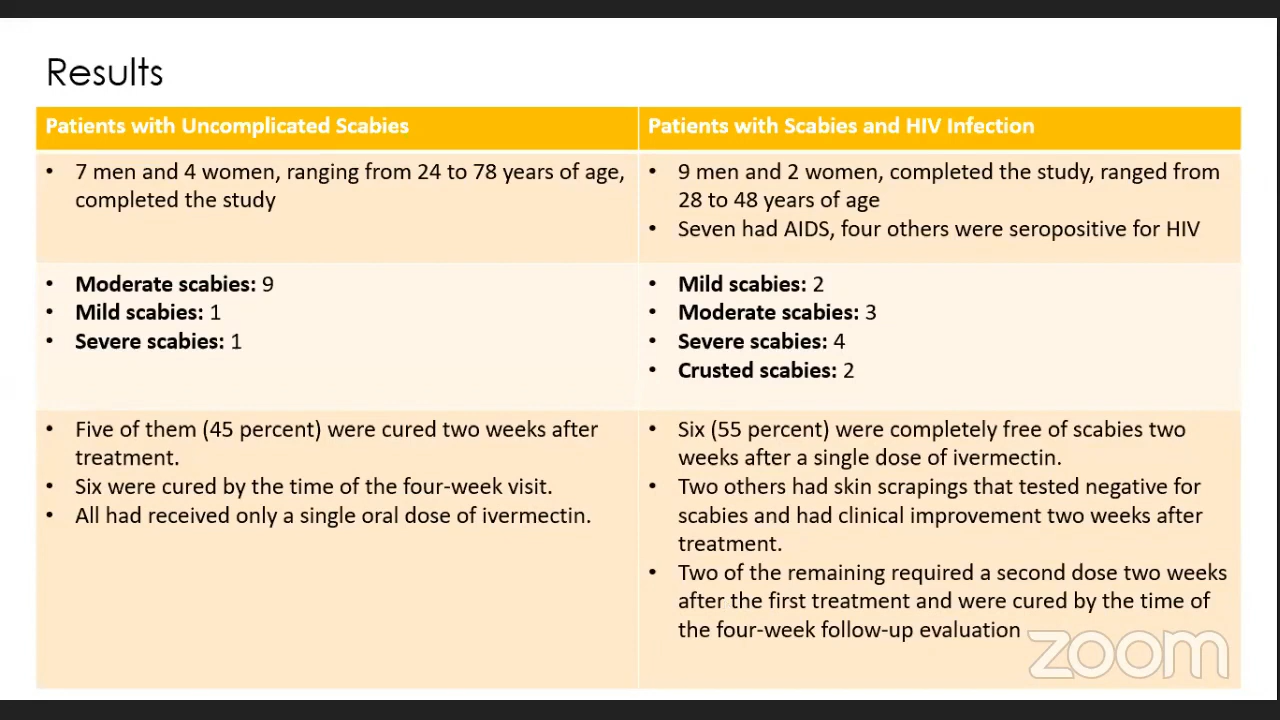 Results
Patients with Uncomplicated Scabies
Patients with Scabies and HIV Infection
• 7 men and 4 women, ranging from 24 to 78 years of age,
completed the study
• 9 men and 2 women, completed the study, ranged from
28 to 48 years of age
• Seven had AIDS, four others were seropositive for HIV
• Moderate scabies: 9
• Mild scabies: 1
• Severe scabies: 1
• Mild scabies: 2
• Moderate scabies: 3
• Severe scabies: 4
• Crusted scabies: 2
• Five of them (45 percent) were cured two weeks after
treatment.
• Six were cured by the time of the four-week visit.
• All had received only a single oral dose of ivermectin.
• Six (55 percent) were completely free of scabies two
weeks after a single dose of ivermectin.
• Two others had skin scrapings that tested negative for
scabies and had clinical improvement two weeks after
treatment.
• Two of the remaining required a second dose two weeks
after the first treatment and were cured by the time of
the four-week follow-up evaluation
zoom